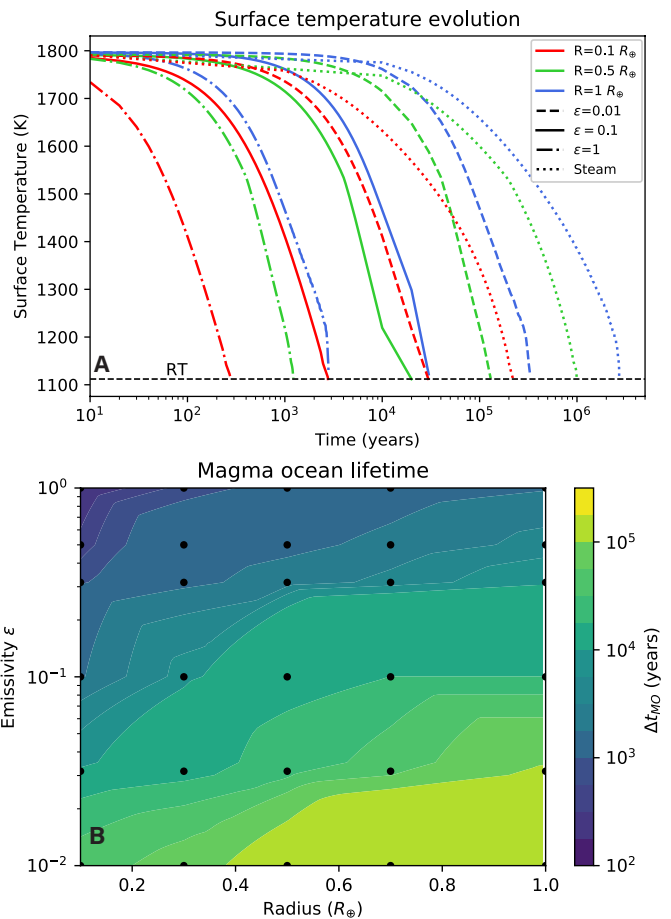 Surface temperature evolution
Surface Temperature (K)
1800
1700
1600
1500
1400
1300
1200
1100
R=0.1 R⊕
R=0.5 R⊕
R=1 R⊕
ε=0.01
ε = 0.1
ε=1
Steam
A
RT
10¹
10²
10³
10⁴
10⁵
10⁶
Time (years)
Magma ocean lifetime
Emissivity ε
10⁰
10⁻¹
10⁻²
B
0.2
0.4
0.6
0.8
1.0
Radius (R⊕)
10⁵
10⁴
10³
10²
Δt_MO (years)